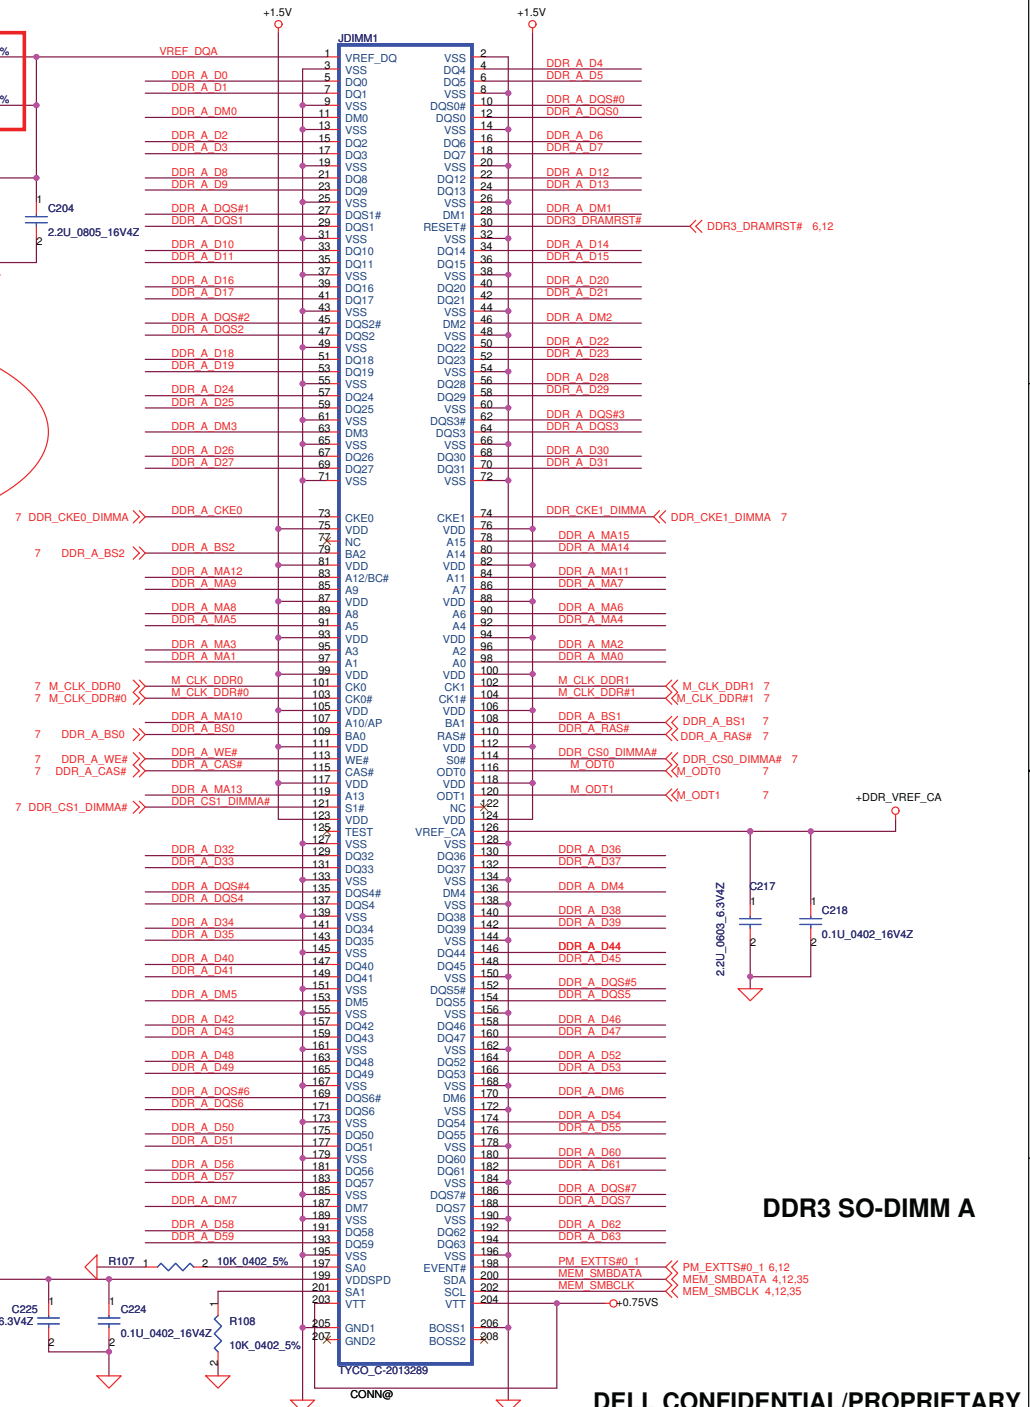 +1.5V +1.5V
JDIMM1
% VREF_DQA 1 VREF_DQ VSS 2
3 VSS DQ4 4 DDR_A_D4
DDR_A_D0 5 DQ0 DQ5 6 DDR_A_D5
DDR_A_D1 7 DQ1 VSS 8
% 9 VSS DQS0# 10 DDR_A_DQS#0
DDR_A_DM0 11 DM0 DQS0 12 DDR_A_DQS0
13 VSS VSS 14
DDR_A_D2 15 DQ2 DQ6 16 DDR_A_D6
DDR_A_D3 17 DQ3 DQ7 18 DDR_A_D7
19 VSS VSS 20
DDR_A_D8 21 DQ8 DQ12 22 DDR_A_D12
DDR_A_D9 23 DQ9 DQ13 24 DDR_A_D13
25 VSS VSS 26
DDR_A_DQS#1 27 DQS1# DM1 28 DDR_A_DM1
DDR_A_DQS1 29 DQS1 RESET# 30 DDR3_DRAMRST# DDR3_DRAMRST# 6,12
1 C204 2.2U_0805_16V4Z 2
31 VSS VSS 32
DDR_A_D10 33 DQ10 DQ14 34 DDR_A_D14
DDR_A_D11 35 DQ11 DQ15 36 DDR_A_D15
37 VSS VSS 38
DDR_A_D16 39 DQ16 DQ20 40 DDR_A_D20
DDR_A_D17 41 DQ17 DQ21 42 DDR_A_D21
43 VSS VSS 44
DDR_A_DQS#2 45 DQS2# DM2 46 DDR_A_DM2
DDR_A_DQS2 47 DQS2 VSS 48
49 VSS DQ22 50 DDR_A_D22
DDR_A_D18 51 DQ18 DQ23 52 DDR_A_D23
DDR_A_D19 53 DQ19 VSS 54
55 VSS DQ28 56 DDR_A_D28
DDR_A_D24 57 DQ24 DQ29 58 DDR_A_D29
DDR_A_D25 59 DQ25 VSS 60
61 VSS DQS3# 62 DDR_A_DQS#3
DDR_A_DM3 63 DM3 DQS3 64 DDR_A_DQS3
65 VSS VSS 66
DDR_A_D26 67 DQ26 DQ30 68 DDR_A_D30
DDR_A_D27 69 DQ27 DQ31 70 DDR_A_D31
71 VSS VSS 72
7 DDR_CKE0_DIMMA DDR_A_CKE0 73 CKE0 CKE1 74 DDR_CKE1_DIMMA DDR_CKE1_DIMMA 7
75 VDD VDD 76
77 NC A15 78 DDR_A_MA15
7 DDR_A_BS2 DDR_A_BS2 79 BA2 A14 80 DDR_A_MA14
81 VDD VDD 82
DDR_A_MA12 83 A12/BC# A11 84 DDR_A_MA11
DDR_A_MA9 85 A9 A7 86 DDR_A_MA7
87 VDD VDD 88
DDR_A_MA8 89 A8 A6 90 DDR_A_MA6
DDR_A_MA5 91 A5 A4 92 DDR_A_MA4
93 VDD VDD 94
DDR_A_MA3 95 A3 A2 96 DDR_A_MA2
DDR_A_MA1 97 A1 A0 98 DDR_A_MA0
99 VDD VDD 100
7 M_CLK_DDR0 M_CLK_DDR0 101 CK0 CK1 102 M_CLK_DDR1 M_CLK_DDR1 7
7 M_CLK_DDR#0 M_CLK_DDR#0 103 CK0# CK1# 104 M_CLK_DDR#1 M_CLK_DDR#1 7
105 VDD VDD 106
DDR_A_MA10 107 A10/AP BA1 108 DDR_A_BS1 DDR_A_BS1 7
7 DDR_A_BS0 DDR_A_BS0 109 BA0 RAS# 110 DDR_A_RAS# DDR_A_RAS# 7
111 VDD VDD 112
7 DDR_A_WE# DDR_A_WE# 113 WE# S0# 114 DDR_CS0_DIMMA# DDR_CS0_DIMMA# 7
7 DDR_A_CAS# DDR_A_CAS# 115 CAS# ODT0 116 M_ODT0 M_ODT0 7
117 VDD VDD 118
DDR_A_MA13 119 A13 ODT1 120 M_ODT1 M_ODT1 7
7 DDR_CS1_DIMMA# DDR_CS1_DIMMA# 121 S1# NC 122
+DDR_VREF_CA
123 VDD VDD 124
125 TEST VREF_CA 126
127 VSS VSS 128
DDR_A_D32 129 DQ32 DQ36 130 DDR_A_D36
DDR_A_D33 131 DQ33 DQ37 132 DDR_A_D37
133 VSS VSS 134
DDR_A_DQS#4 135 DQS4# DM4 136 DDR_A_DM4
DDR_A_DQS4 137 DQS4 VSS 138
139 VSS DQ38 140 DDR_A_D38
DDR_A_D34 141 DQ34 DQ39 142 DDR_A_D39
DDR_A_D35 143 DQ35 VSS 144
1 C217 2.2U_0603_6.3V4Z 2
1 C218 0.1U_0402_16V4Z 2
145 VSS DQ44 146 DDR_A_D44
DDR_A_D40 147 DQ40 DQ45 148 DDR_A_D45
DDR_A_D41 149 DQ41 VSS 150
151 VSS DQS5# 152 DDR_A_DQS#5
DDR_A_DM5 153 DM5 DQS5 154 DDR_A_DQS5
155 VSS VSS 156
DDR_A_D42 157 DQ42 DQ46 158 DDR_A_D46
DDR_A_D43 159 DQ43 DQ47 160 DDR_A_D47
161 VSS VSS 162
DDR_A_D48 163 DQ48 DQ52 164 DDR_A_D52
DDR_A_D49 165 DQ49 DQ53 166 DDR_A_D53
167 VSS VSS 168
DDR_A_DQS#6 169 DQS6# DM6 170 DDR_A_DM6
DDR_A_DQS6 171 DQS6 VSS 172
173 VSS DQ54 174 DDR_A_D54
DDR_A_D50 175 DQ50 DQ55 176 DDR_A_D55
DDR_A_D51 177 DQ51 VSS 178
179 VSS DQ60 180 DDR_A_D60
DDR_A_D56 181 DQ56 DQ61 182 DDR_A_D61
DDR_A_D57 183 DQ57 VSS 184
185 VSS DQS7# 186 DDR_A_DQS#7
DDR_A_DM7 187 DM7 DQS7 188 DDR_A_DQS7
DDR3 SO-DIMM A
189 VSS VSS 190
DDR_A_D58 191 DQ58 DQ62 192 DDR_A_D62
DDR_A_D59 193 DQ59 DQ63 194 DDR_A_D63
195 VSS VSS 196
R107 1 2 10K_0402_5% 197 SA0 EVENT# 198 PM_EXTTS#0_1 PM_EXTTS#0_1 6,12
199 VDDSPD SDA 200 MEM_SMBDATA MEM_SMBDATA 4,12,35
201 SA1 SCL 202 MEM_SMBCLK MEM_SMBCLK 4,12,35
203 VTT VTT 204 +0.75VS
1 C225 6.3V4Z 2
1 C224 0.1U_0402_16V4Z 2
1 R108 10K_0402_5% 2
205 GND1 BOSS1 206
207 GND2 BOSS2 208
TYCO_C-2013289
CONN@
DELL CONFIDENTIAL/PROPRIETARY